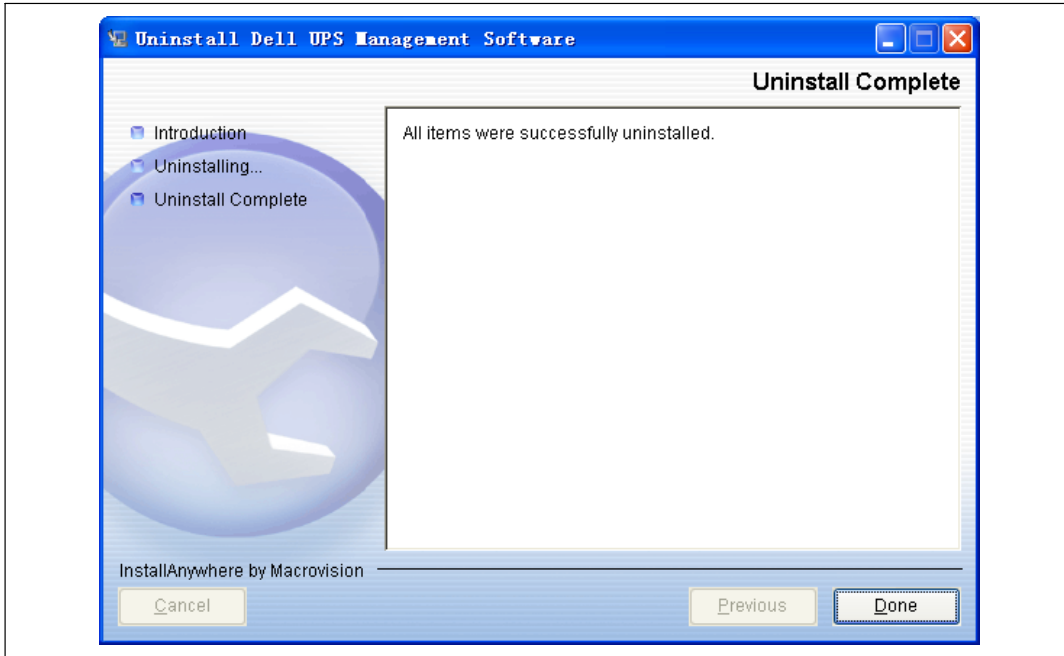 Uninstall Dell UPS Management Software
Uninstall Complete
Introduction
Uninstalling...
Uninstall Complete
All items were successfully uninstalled.
InstallAnywhere by Macrovision
Cancel
Previous
Done